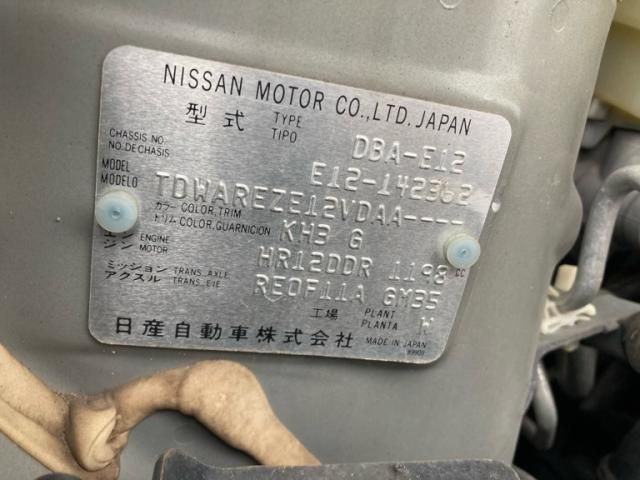 NISSAN MOTOR CO.,LTD. JAPAN
型式 TYPE TIPO DBA-E12
CHASSIS NO NO.DECHASIS E12-142362
MODEL MODELO TDWAREZE12VDAA----
カラー COLOR,TRIM トリム COLOR,GUARNICION KH3 G
エンジン ENGINE MOTOR HR12DDR 1198 CC
ミッション TRANS. AXLE アクスル TRANS. EJE REOF11A GM35
工場 PLANT PLANTA
日産自動車株式会社 MADE IN JAPAN